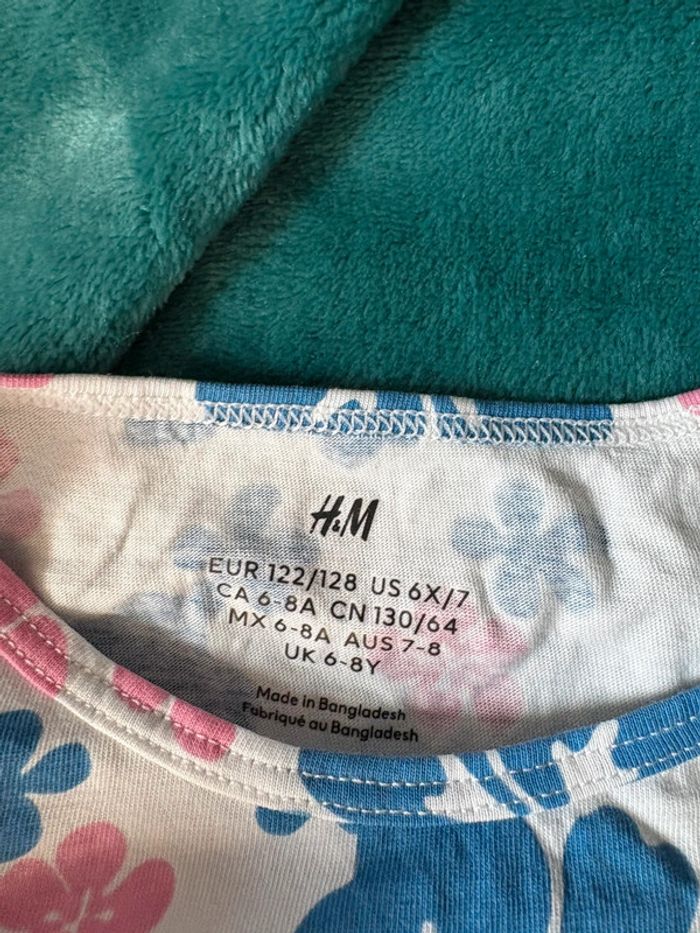 H&M
EUR 122/128 US 6X/7
CA 6-8A CN 130/64
MX 6-8A AUS 7-8
UK 6-8Y
Made in Bangladesh
Fabriqué au Bangladesh